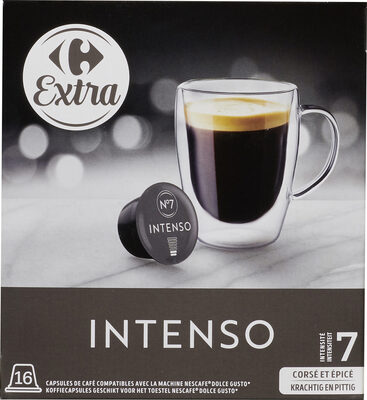 Extra
N°7
INTENSO
INTENSO
INTENSITÉ
INTENSITEIT
7
CORSÉ ET ÉPICÉ
KRACHTIG EN PITTIG
16
CAPSULES DE CAFÉ COMPATIBLES AVEC LA MACHINE NESCAFÉ® DOLCE GUSTO®*
KOFFIECAPSULES GESCHIKT VOOR HET TOESTEL NESCAFÉ® DOLCE GUSTO®*